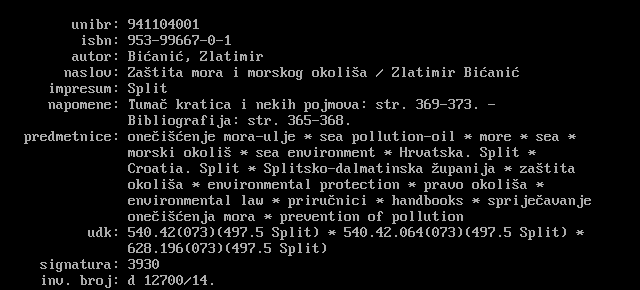 unibr: 941104001
isbn: 953-99667-0-1
autor: Bićanić, Zlatimir
naslov: Zaštita mora i morskog okoliša / Zlatimir Bićanić
impresum: Split
napomene: Tumač kratica i nekih pojmova: str. 369-373. -
Bibliografija: str. 365-368.
predmetnice: onečišćenje mora-ulje * sea pollution-oil * more * sea *
morski okoliš * sea environment * Hrvatska. Split *
Croatia. Split * Splitsko-dalmatinska županija * zaštita
okoliša * environmental protection * pravo okoliša *
environmental law * priručnici * handbooks * spriječavanje
onečišćenja mora * prevention of pollution
udk: 540.42(073)(497.5 Split) * 540.42.064(073)(497.5 Split) *
628.196(073)(497.5 Split)
signatura: 3930
inv. broj: d 12700/14.